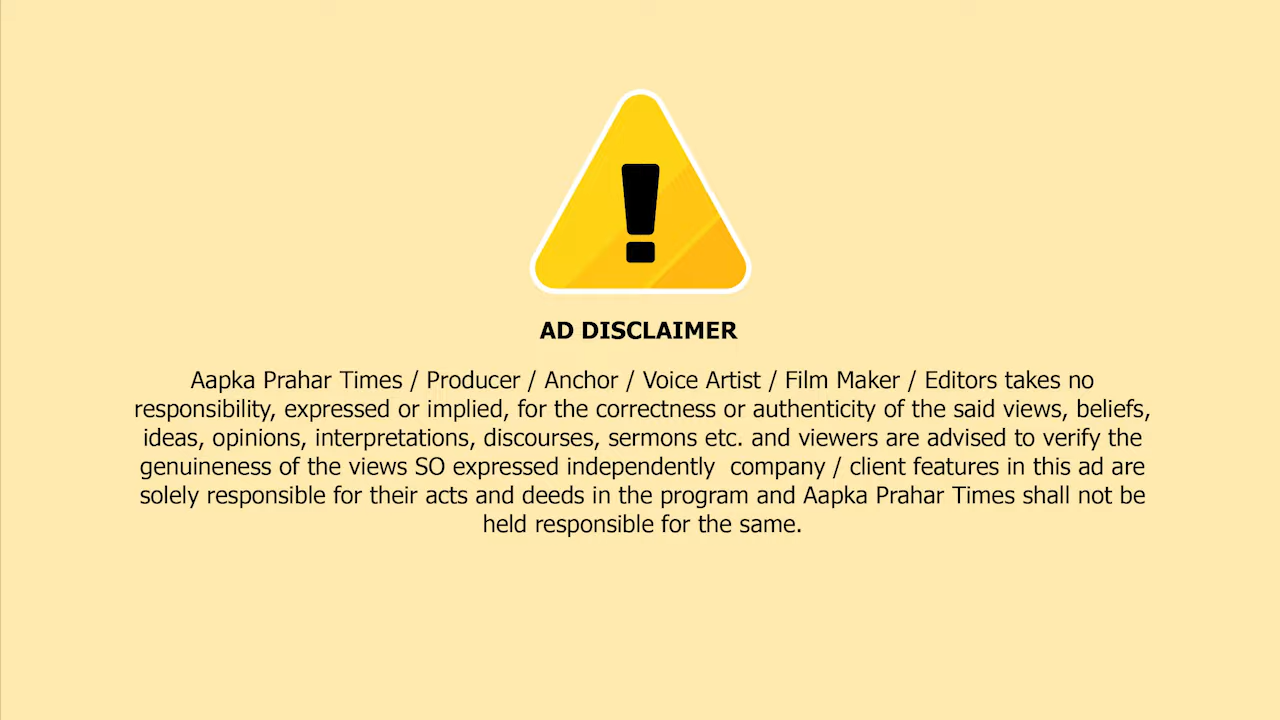 AD DISCLAIMER
Aapka Prahar Times / Producer / Anchor / Voice Artist / Film Maker / Editors takes no
responsibility, expressed or implied, for the correctness or authenticity of the said views, beliefs,
ideas, opinions, interpretations, discourses, sermons etc. and viewers are advised to verify the
genuineness of the views SO expressed independently  company / client features in this ad are
solely responsible for their acts and deeds in the program and Aapka Prahar Times shall not be
held responsible for the same.